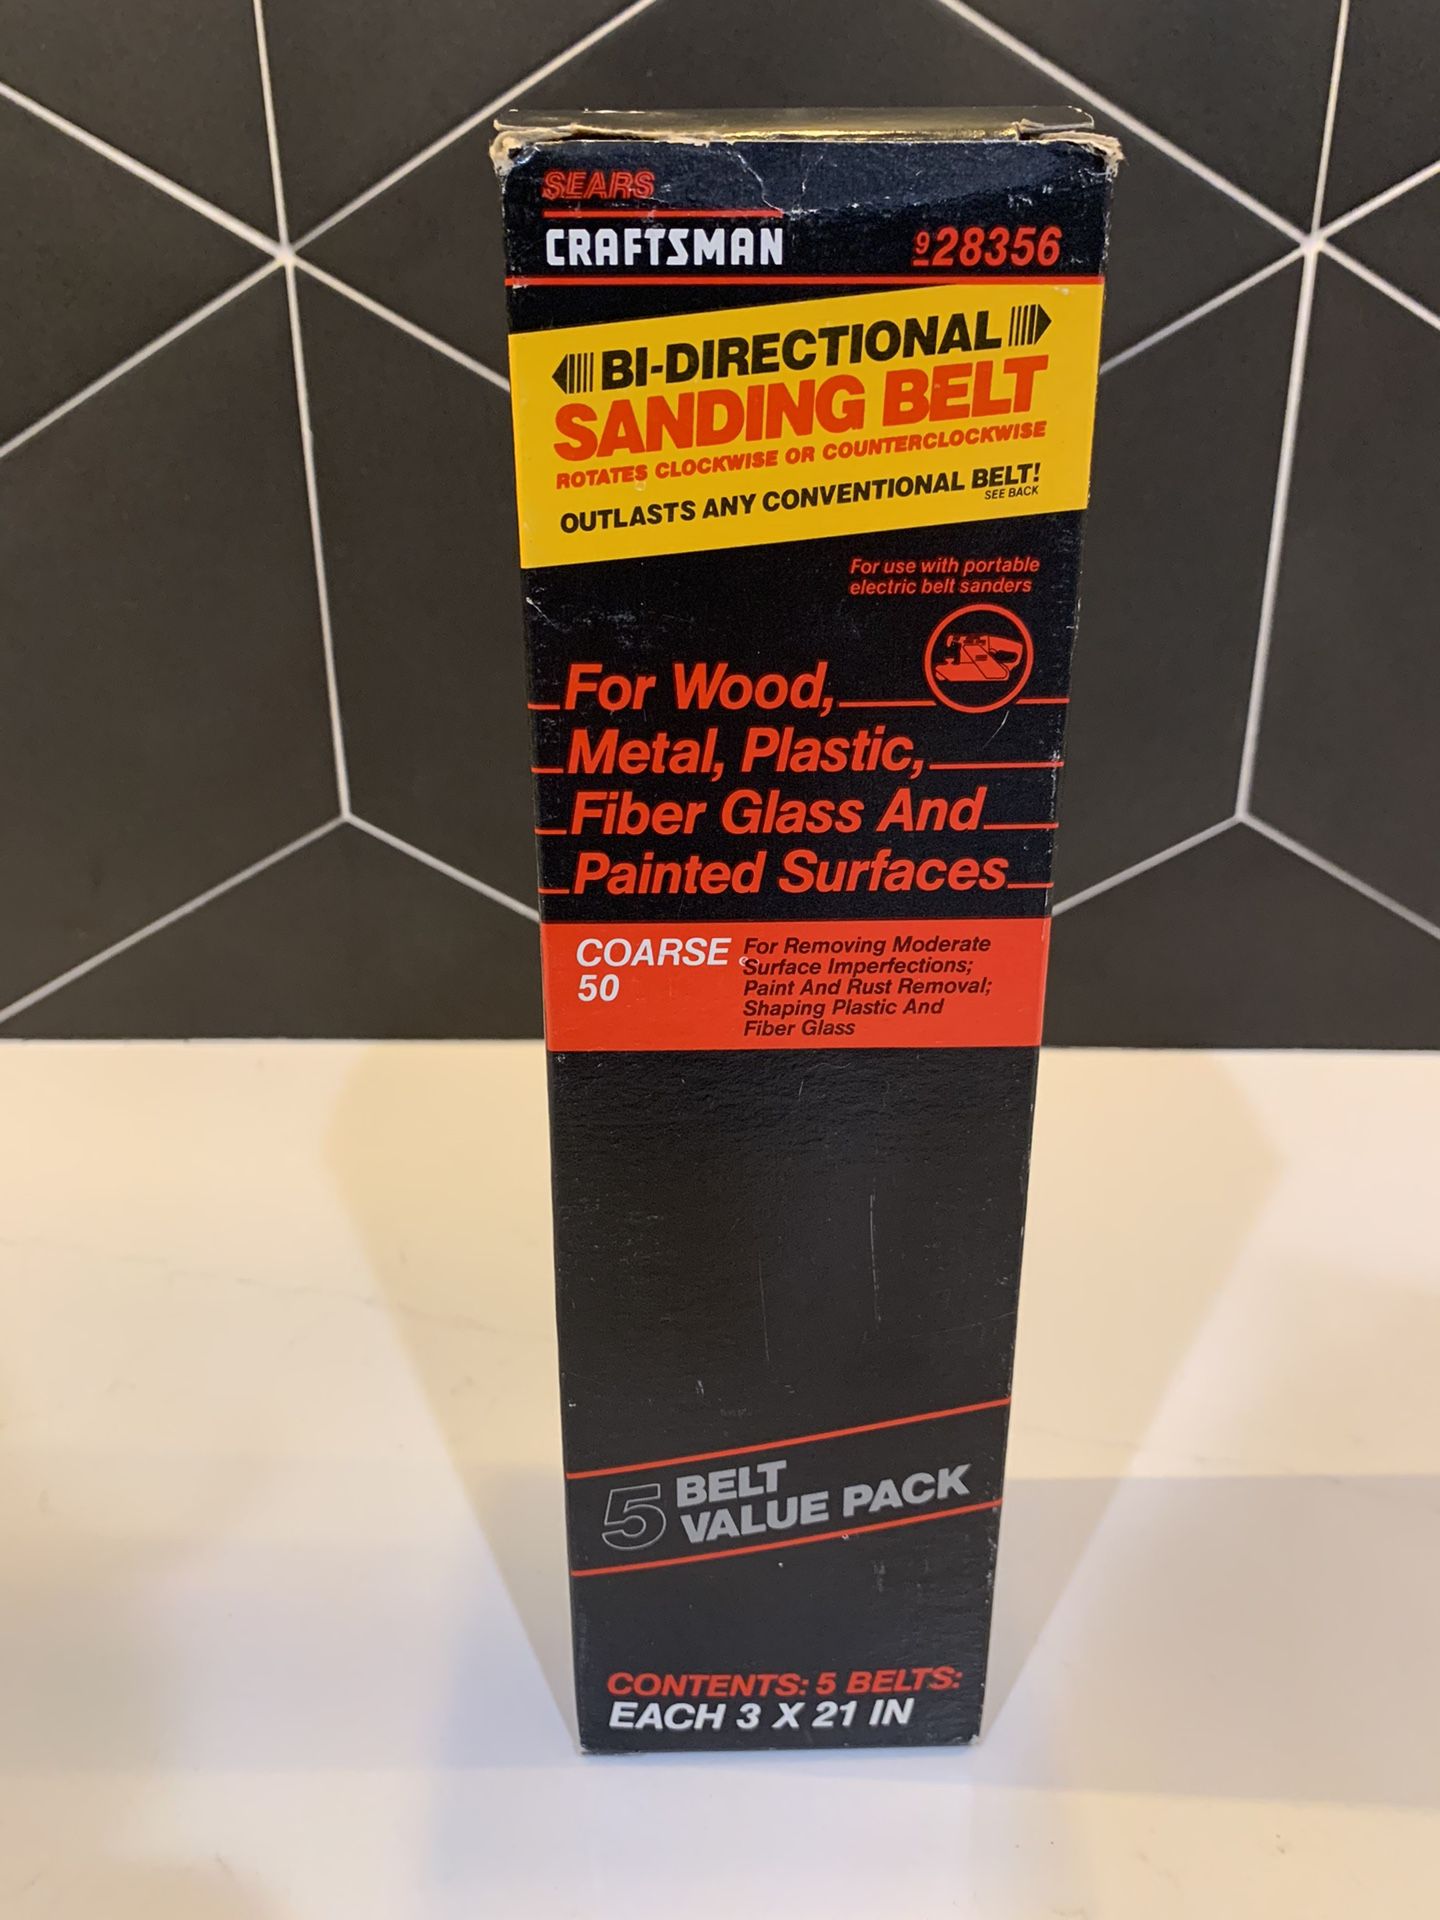 SEARS
CRAFTSMAN
928356
BI-DIRECTIONAL
SANDING BELT
ROTATES CLOCKWISE OR COUNTERCLOCKWISE
OUTLASTS ANY CONVENTIONAL BELT!
SEE BACK
For use with portable
electric belt sanders
For Wood,
Metal, Plastic,
Fiber Glass And
Painted Surfaces
COARSE
50
For Removing Moderate
Surface Imperfections;
Paint And Rust Removal;
Shaping Plastic And
Fiber Glass
5 BELT
VALUE PACK
CONTENTS: 5 BELTS:
EACH 3 X 21 IN